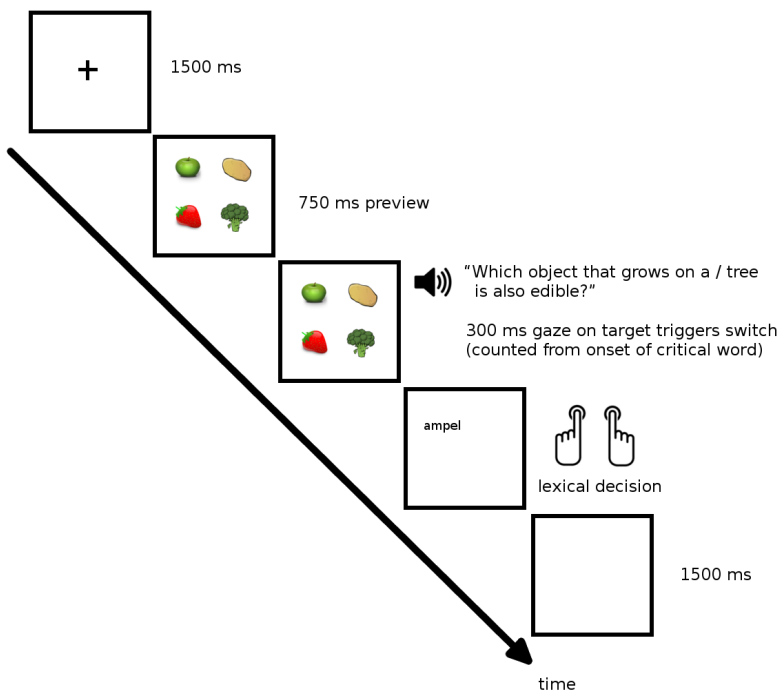 1500 ms
750 ms preview
“Which object that grows on a / tree
is also edible?”
300 ms gaze on target triggers switch
(counted from onset of critical word)
ampel
lexical decision
1500 ms
time